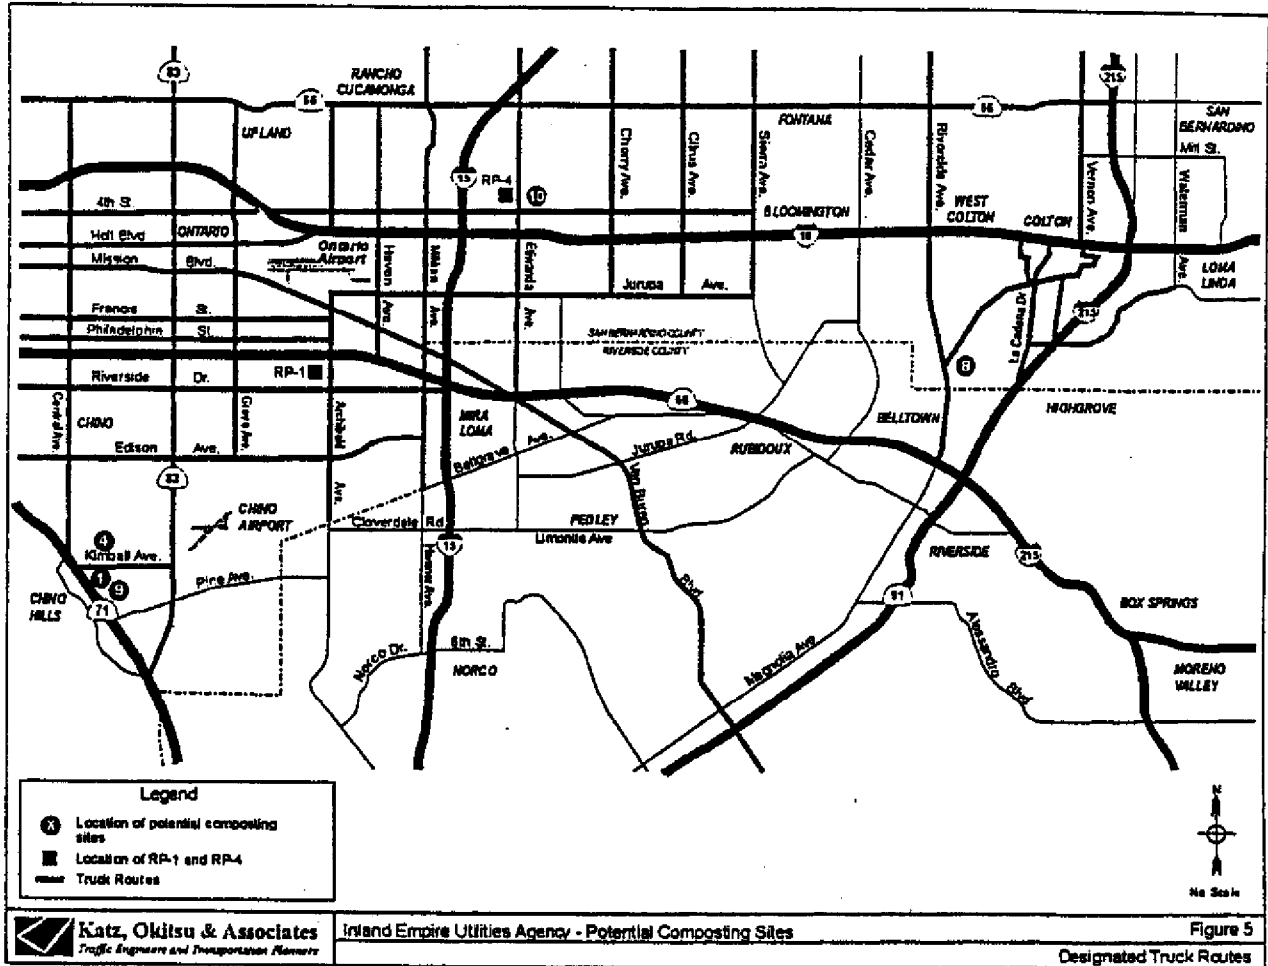 83
RANCHO
CUCAMONGA
66
UPLAND
FONTANA
66
215
SAN
BERNARDINO
Mill St.
Cherry Ave.
Citrus Ave.
Sierra Ave.
Cedar Ave.
Riverside Ave.
Vernon Ave.
Waterman Ave.
15
RP-4
10
4th St.
BLOOMINGTON
WEST
COLTON
COLTON
Holt Blvd
ONTARIO
10
Mission Blvd.
Ontario
Airport
Haven Ave.
Milliken Ave.
Etiwanda Ave.
Jurupa Ave.
LOMA
LINDA
Francis St.
Philadelphia St.
SAN BERNARDINO COUNTY
RIVERSIDE COUNTY
La Cadena Dr
215
RP-1
Riverside Dr.
8
Central Ave.
CHINO
Grove Ave.
Archibald Ave.
MIRA
LOMA
60
BELLTOWN
HIGHGROVE
Edison Ave.
Bellgrave Ave.
Jurupa Rd.
RUBIDOUX
83
Van Buren Blvd.
CHINO
AIRPORT
Cloverdale Rd.
PEDLEY
Limonite Ave
4
Kimball Ave.
15
RIVERSIDE
215
1
9
Pine Ave.
Hamner Ave.
CHINO
HILLS
71
91
BOX SPRINGS
Norco Dr.
6th St.
NORCO
Magnolia Ave.
Alessandro Blvd.
MORENO
VALLEY
Legend
X Location of potential composting
sites
Location of RP-1 and RP-4
Truck Routes
N
No Scale
Katz, Okitsu & Associates
Traffic Engineers and Transportation Planners
Inland Empire Utilities Agency - Potential Composting Sites
Figure 5
Designated Truck Routes